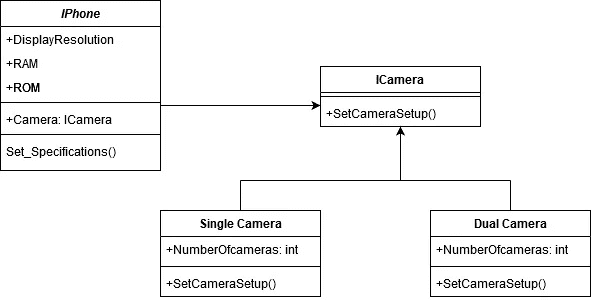 IPhone
+DisplayResolution
+RAM
+ROM
+Camera: ICamera
Set_Specifications()
ICamera
+SetCameraSetup()
Single Camera
+NumberOfcameras: int
+SetCameraSetup()
Dual Camera
+NumberOfcameras: int
+SetCameraSetup()